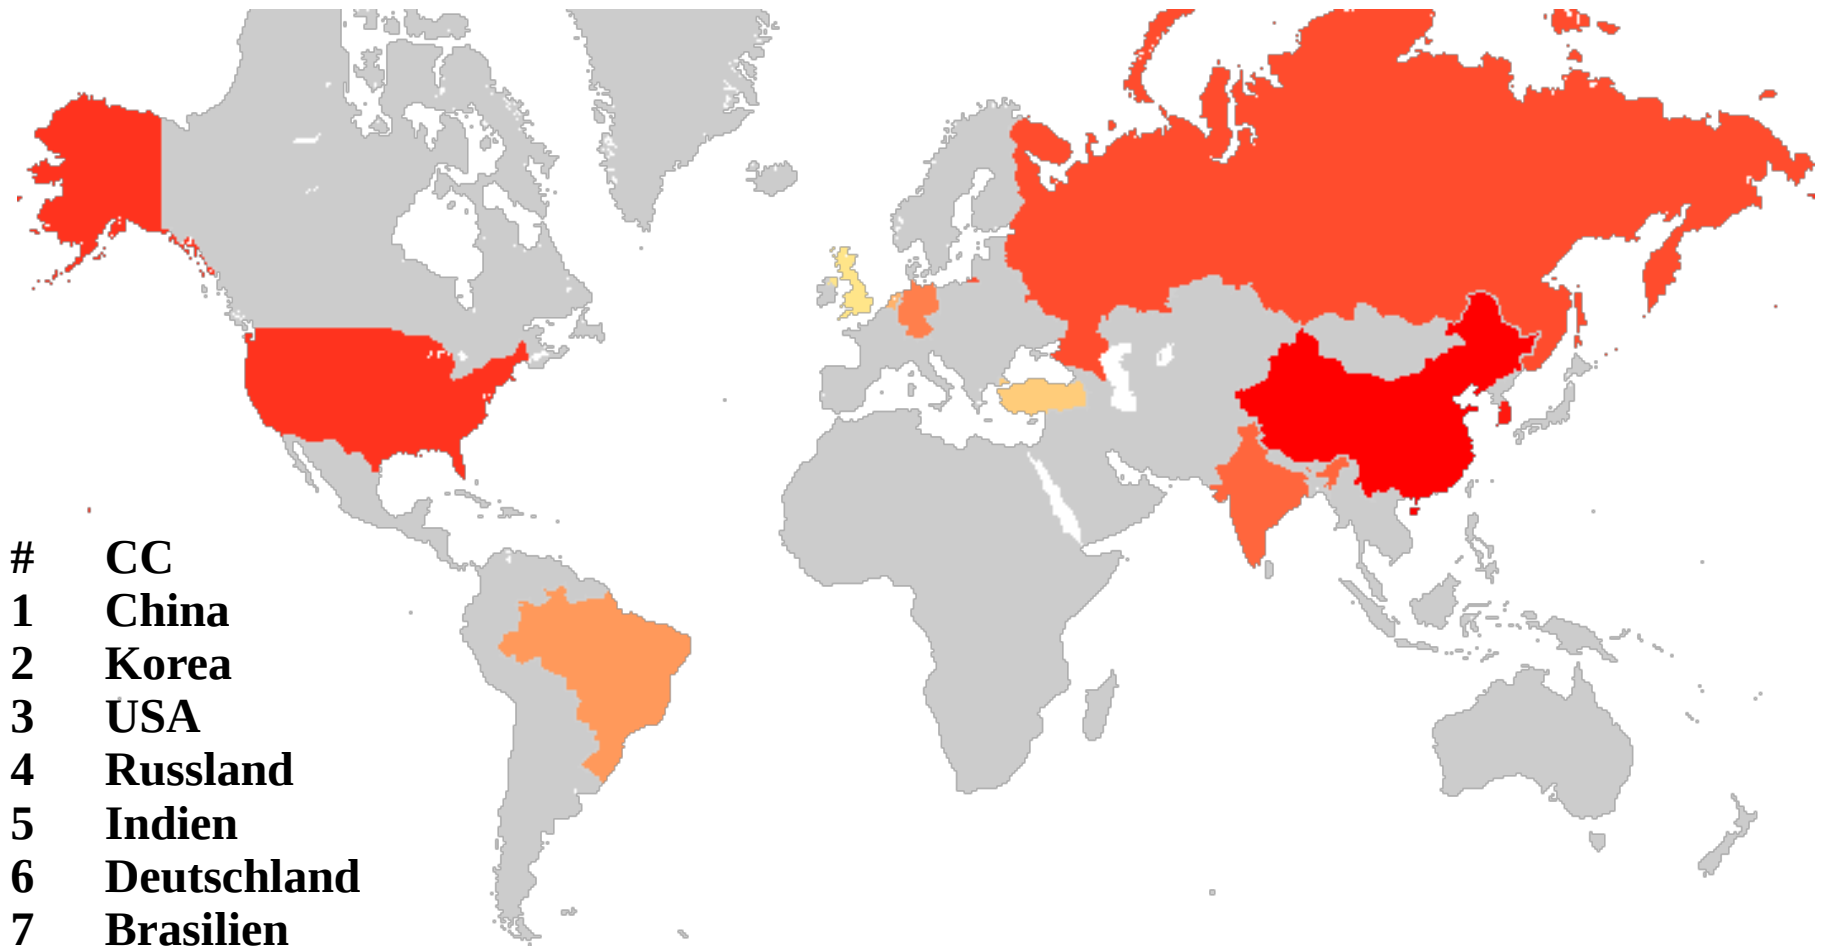 # CC
1 China
2 Korea
3 USA
4 Russland
5 Indien
6 Deutschland
7 Brasilien